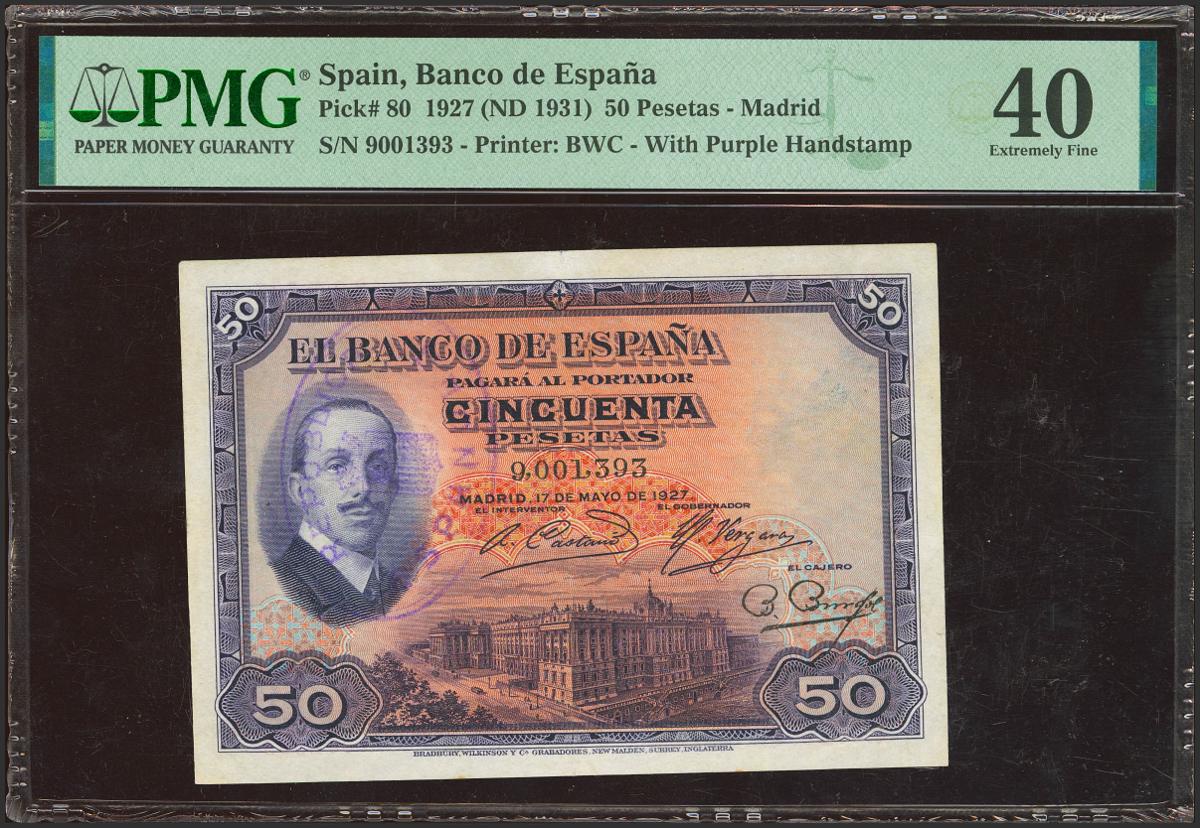 PMG®
PAPER MONEY GUARANTY
Spain, Banco de España
Pick# 80 1927 (ND 1931) 50 Pesetas - Madrid
S/N 9001393 - Printer: BWC - With Purple Handstamp
40
Extremely Fine
50 50
EL BANCO DE ESPAÑA
PAGARÁ AL PORTADOR
CINCUENTA
PESETAS
9,001,393
MADRID, 17 DE MAYO DE 1927
EL INTERVENTOR EL GOBERNADOR
Vergara
EL CAJERO
50 50
BRADBURY, WILKINSON Y Cª. GRABADORES, NEW MALDEN, SURREY, INGLATERRA